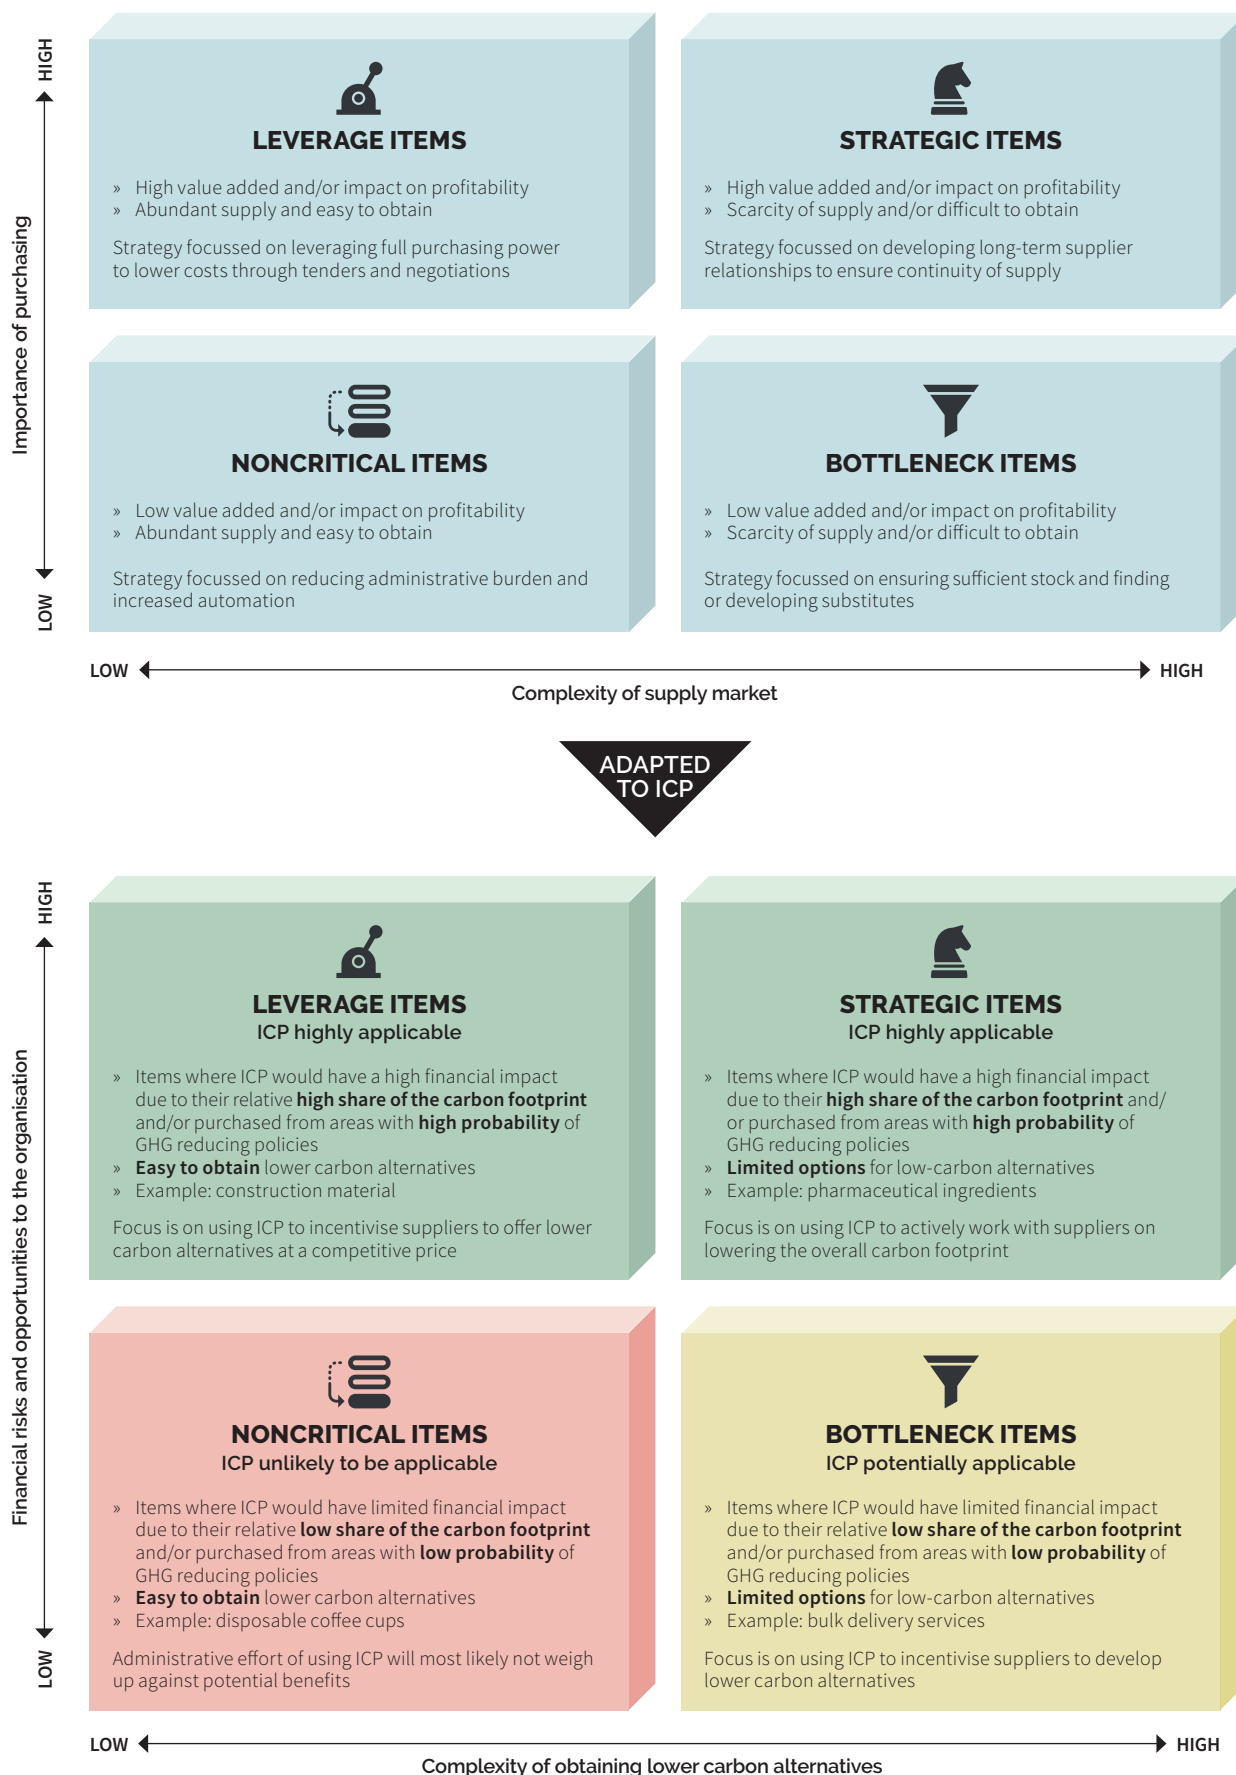 HIGH
Importance of purchasing
LOW
LEVERAGE ITEMS
» High value added and/or impact on profitability
» Abundant supply and easy to obtain
Strategy focussed on leveraging full purchasing power
to lower costs through tenders and negotiations
STRATEGIC ITEMS
» High value added and/or impact on profitability
» Scarcity of supply and/or difficult to obtain
Strategy focussed on developing long-term supplier
relationships to ensure continuity of supply
NONCRITICAL ITEMS
» Low value added and/or impact on profitability
» Abundant supply and easy to obtain
Strategy focussed on reducing administrative burden and
increased automation
BOTTLENECK ITEMS
» Low value added and/or impact on profitability
» Scarcity of supply and/or difficult to obtain
Strategy focussed on ensuring sufficient stock and finding
or developing substitutes
LOW
HIGH
Complexity of supply market
ADAPTED
TO ICP
HIGH
Financial risks and opportunities to the organisation
LOW
LEVERAGE ITEMS
ICP highly applicable
» Items where ICP would have a high financial impact
due to their relative high share of the carbon footprint
and/or purchased from areas with high probability of
GHG reducing policies
» Easy to obtain lower carbon alternatives
» Example: construction material
Focus is on using ICP to incentivise suppliers to offer lower
carbon alternatives at a competitive price
STRATEGIC ITEMS
ICP highly applicable
» Items where ICP would have a high financial impact
due to their high share of the carbon footprint and/
or purchased from areas with high probability of
GHG reducing policies
» Limited options for low-carbon alternatives
» Example: pharmaceutical ingredients
Focus is on using ICP to actively work with suppliers on
lowering the overall carbon footprint
NONCRITICAL ITEMS
ICP unlikely to be applicable
» Items where ICP would have limited financial impact
due to their relative low share of the carbon footprint
and/or purchased from areas with low probability of
GHG reducing policies
» Easy to obtain lower carbon alternatives
» Example: disposable coffee cups
Administrative effort of using ICP will most likely not weigh
up against potential benefits
BOTTLENECK ITEMS
ICP potentially applicable
» Items where ICP would have limited financial impact
due to their relative low share of the carbon footprint
and/or purchased from areas with low probability of
GHG reducing policies
» Limited options for low-carbon alternatives
» Example: bulk delivery services
Focus is on using ICP to incentivise suppliers to develop
lower carbon alternatives
LOW
HIGH
Complexity of obtaining lower carbon alternatives